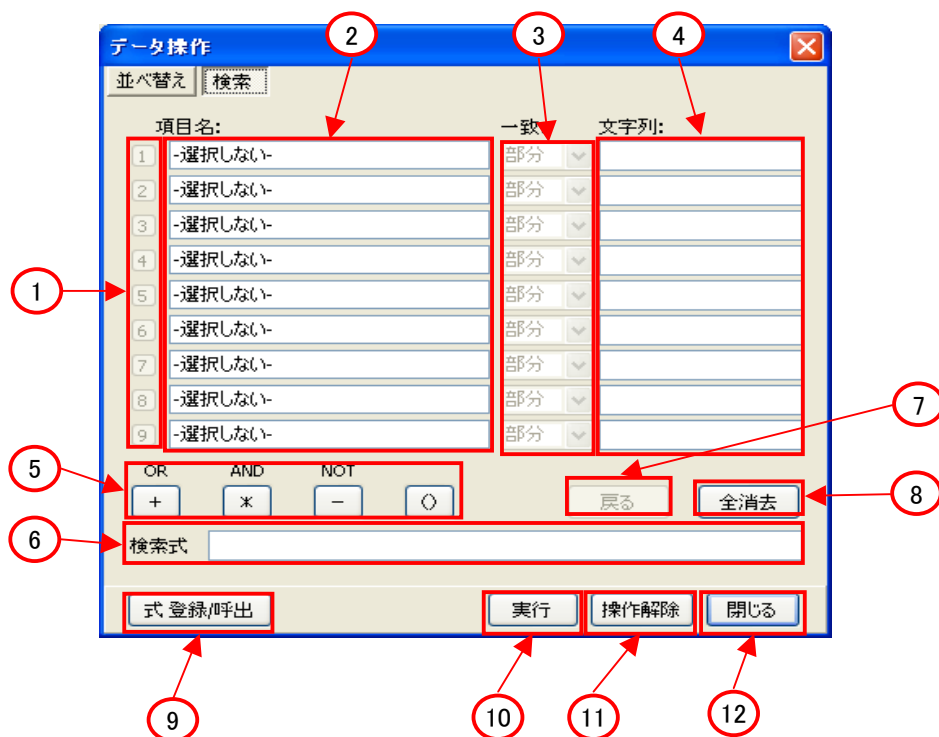 2 3 4
データ操作
並べ替え 検索
項目名: 一致 文字列:
1 -選択しない- 部分
2 -選択しない- 部分
3 -選択しない- 部分
4 -選択しない- 部分
1
5 -選択しない- 部分
6 -選択しない- 部分
7 -選択しない- 部分
8 -選択しない- 部分
7
9 -選択しない- 部分
5 OR AND NOT
+ * − () 戻る 全消去 8
6 検索式
式 登録/呼出 実行 操作解除 閉じる
9 10 11 12